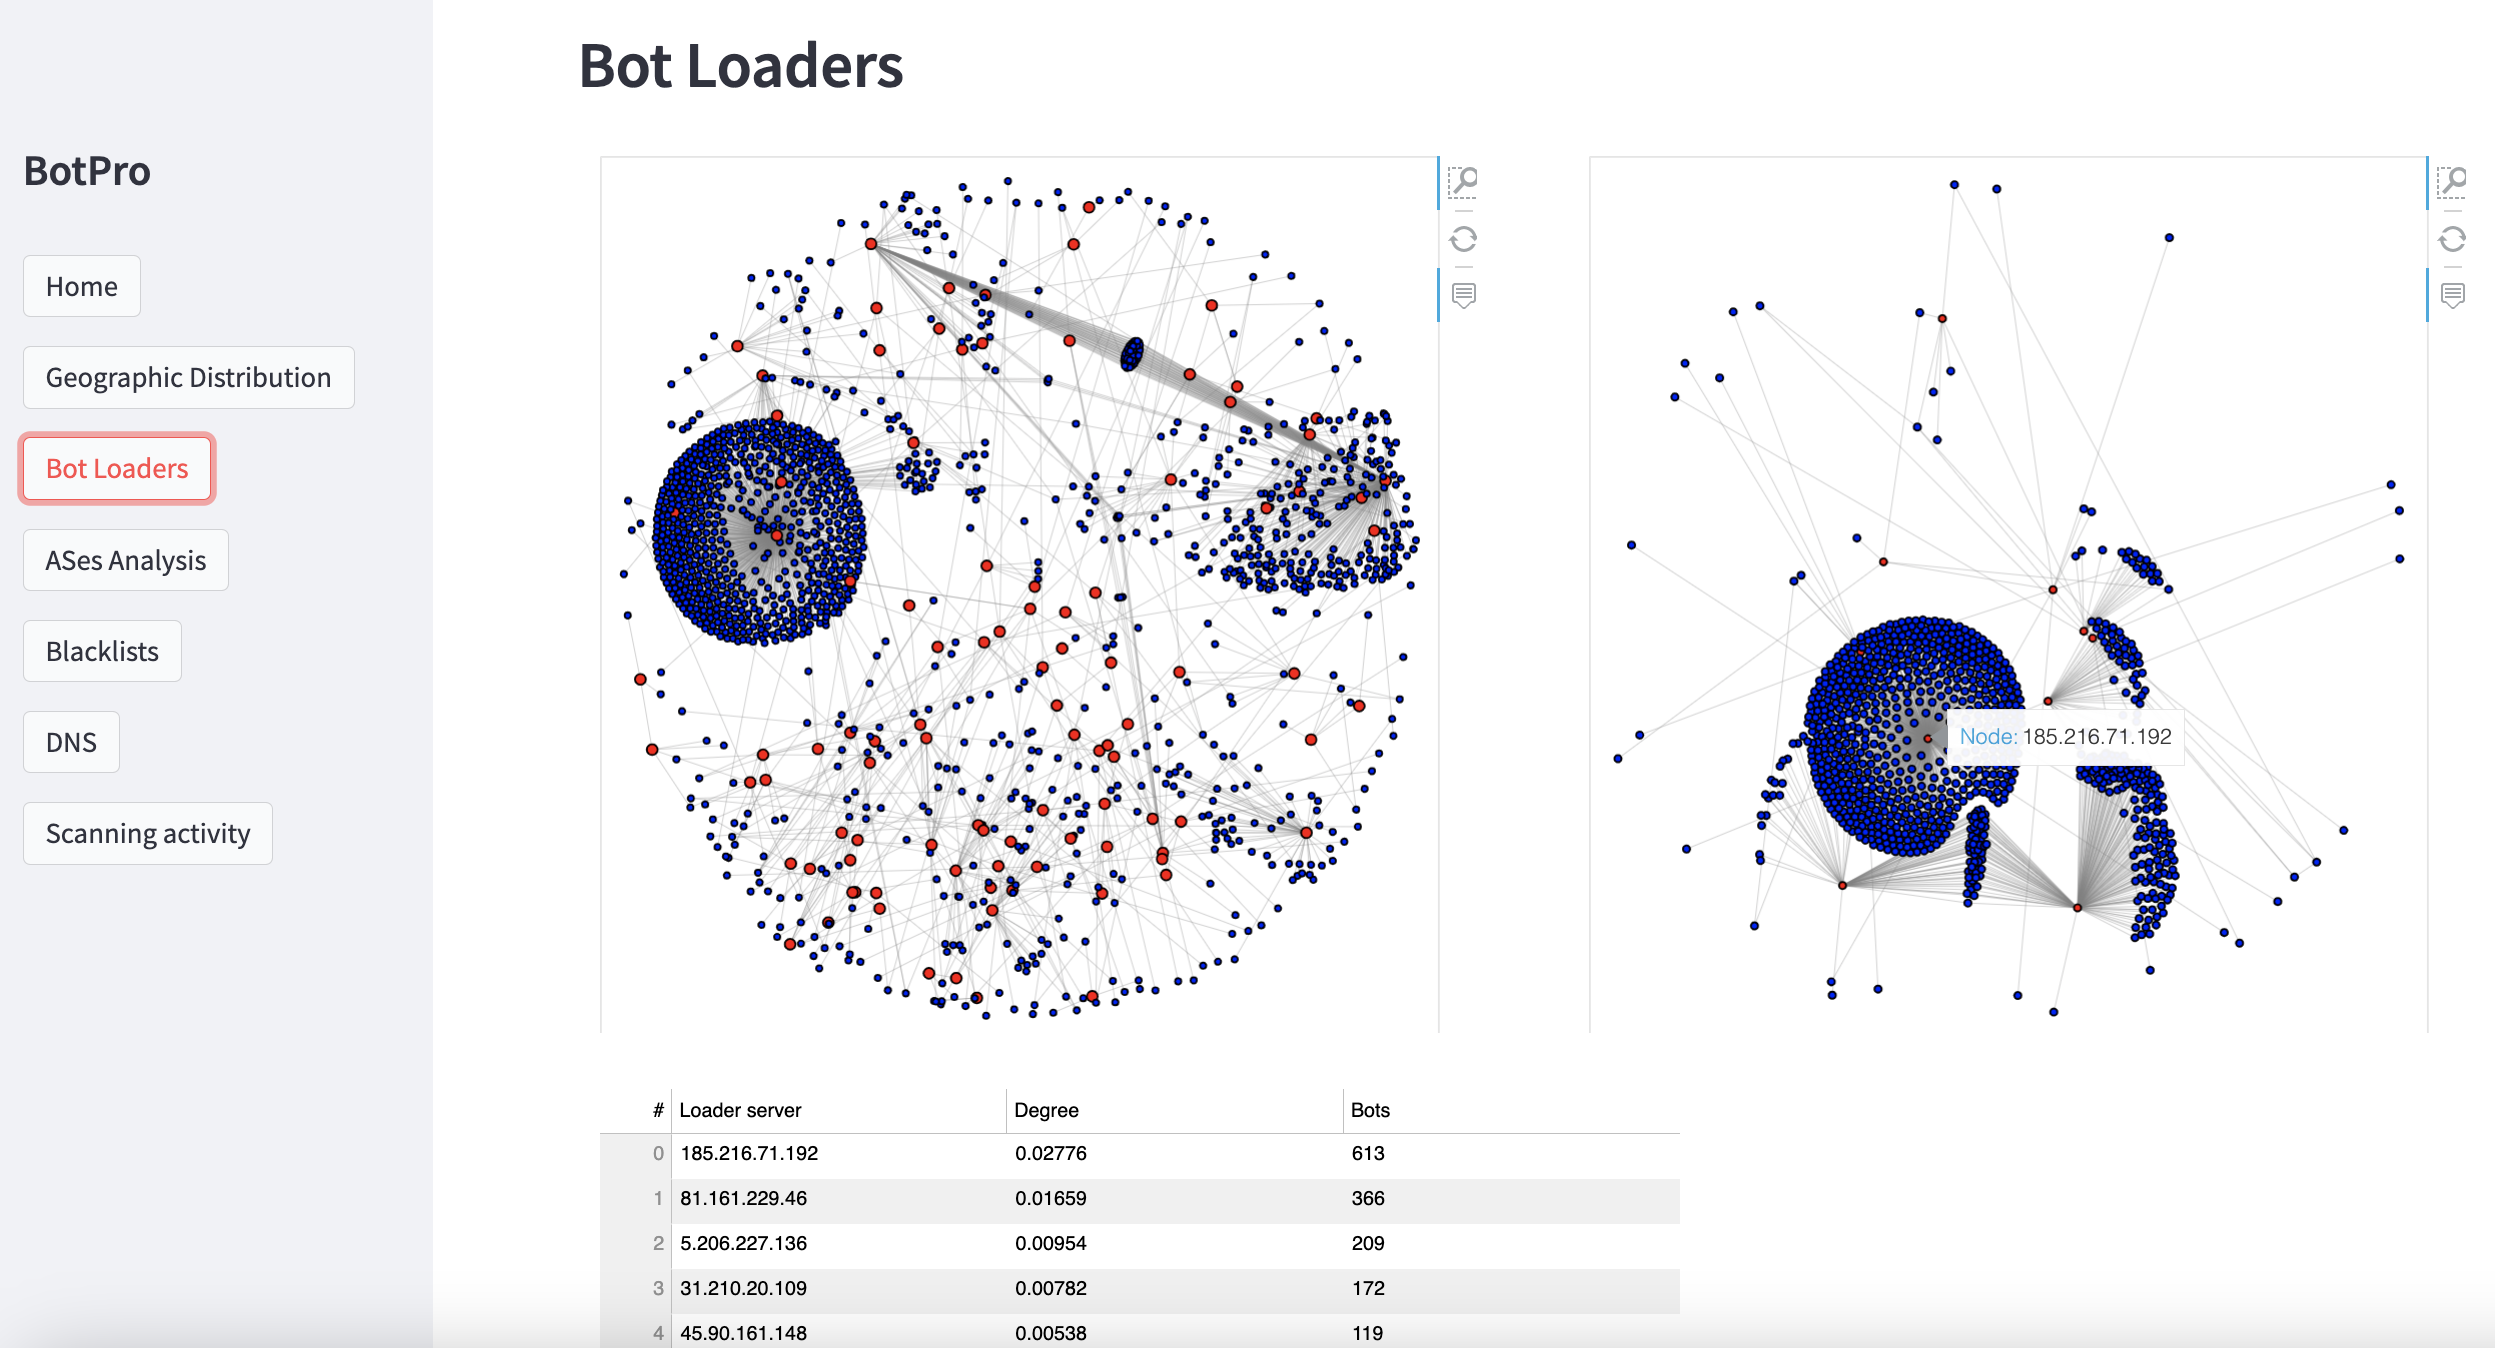 Bot Loaders
BotPro
Home
Geographic Distribution
Bot Loaders
ASes Analysis
Blacklists
DNS
Scanning activity
Node: 185.216.71.192
# Loader server Degree Bots
0 185.216.71.192 0.02776 613
1 81.161.229.46 0.01659 366
2 5.206.227.136 0.00954 209
3 31.210.20.109 0.00782 172
4 45.90.161.148 0.00538 119